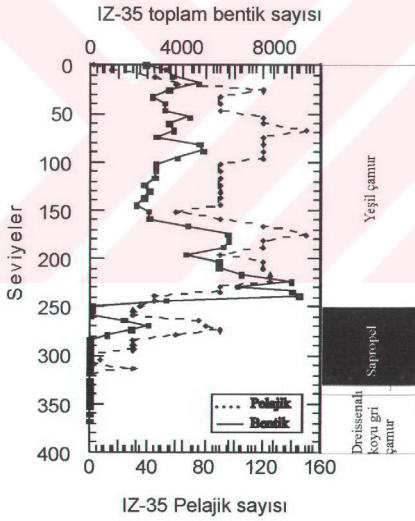 IZ-35 toplam bentik sayısı
0 4000 8000
Seviyeler
0
50
100
150
200
250
300
350
400
Pelajik
Bentik
0 40 80 120 160
IZ-35 Pelajik sayısı
Yeşil çamur
Sapropel
Dreissenalı
koyu gri
çamur